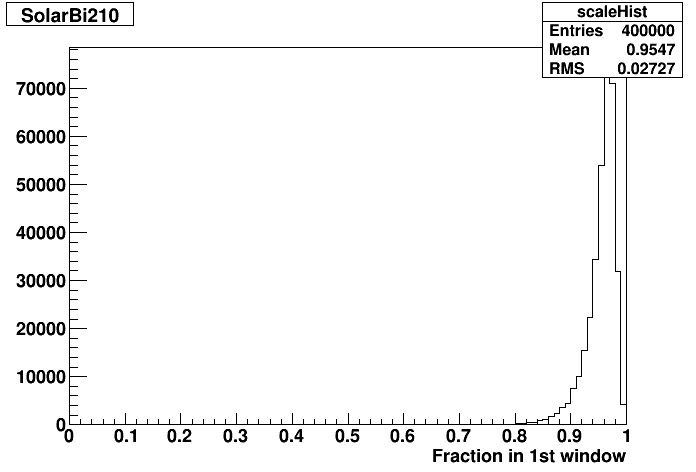 SolarBi210
scaleHist
Entries 400000
Mean 0.9547
RMS 0.02727
70000
60000
50000
40000
30000
20000
10000
0
0 0.1 0.2 0.3 0.4 0.5 0.6 0.7 0.8 0.9 1
Fraction in 1st window